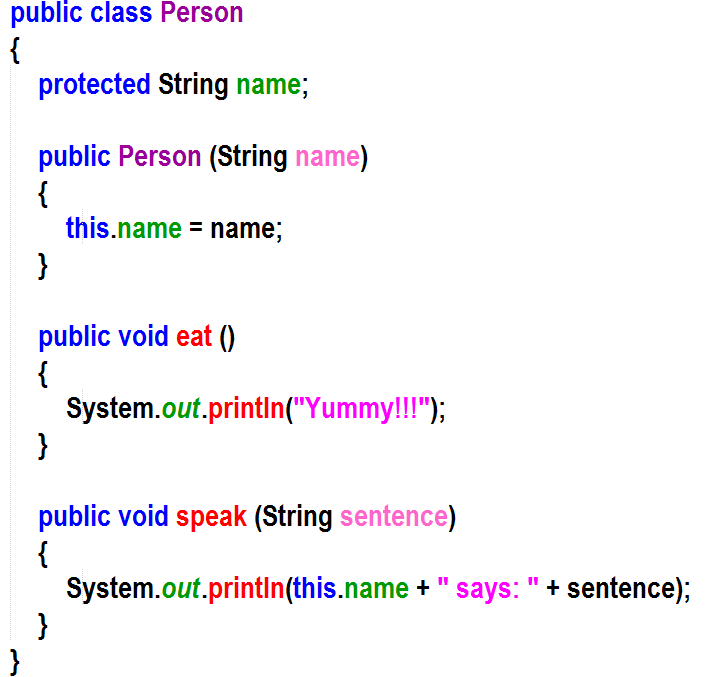 public class Person
{
protected String name;
public Person (String name)
{
this.name = name;
}
public void eat ()
{
System.out.println("Yummy!!!");
}
public void speak (String sentence)
{
System.out.println(this.name + " says: " + sentence);
}
}